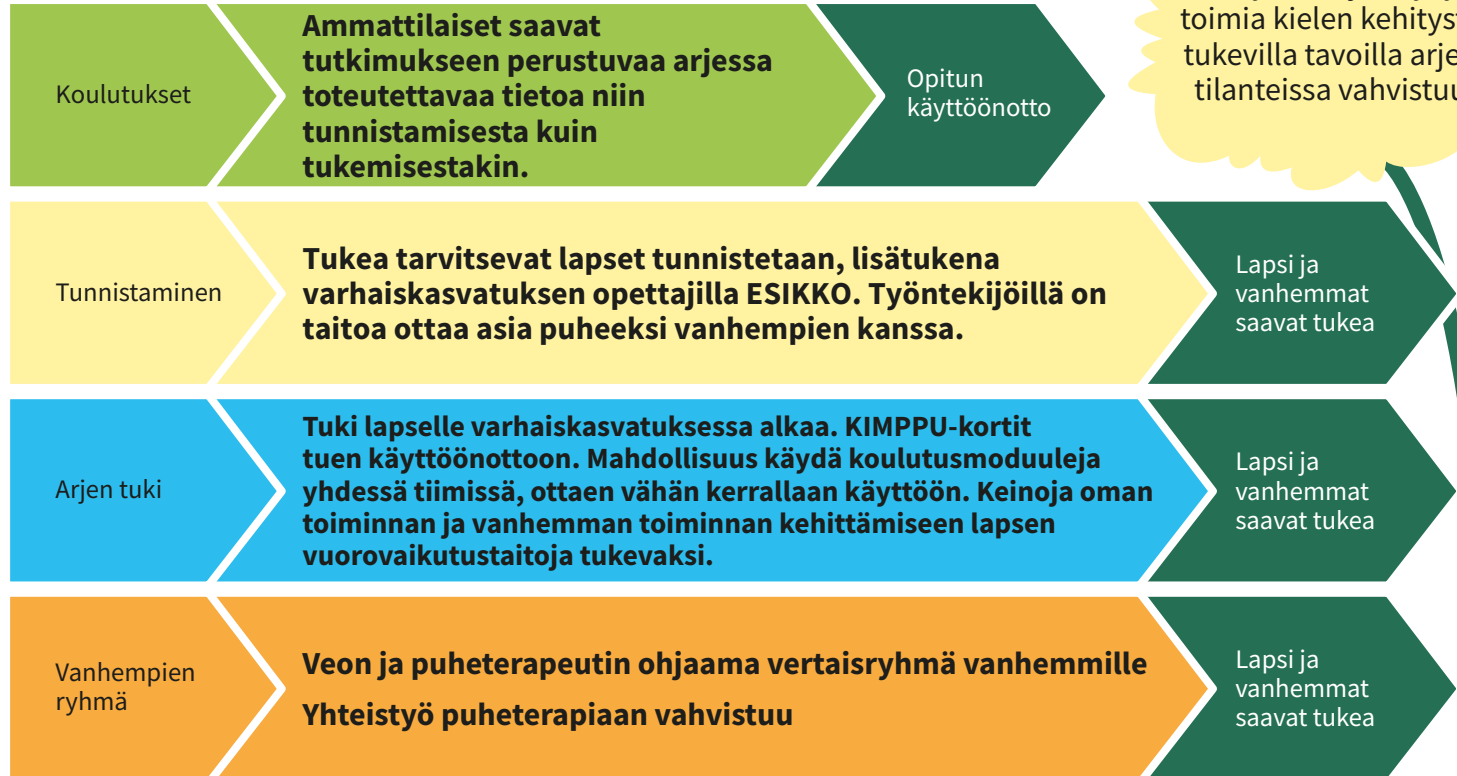 Koulutukset
Ammattilaiset saavat
tutkimukseen perustuvaa arjessa
toteutettavaa tietoa niin
tunnistamisesta kuin
tukemisestakin.
Opitun
käyttöönotto
toimia kielen kehityst
tukevilla tavoilla arje
tilanteissa vahvistuu
Tunnistaminen
Tukea tarvitsevat lapset tunnistetaan, lisätukena
varhaiskasvatuksen opettajilla ESIKKO. Työntekijöillä on
taitoa ottaa asia puheeksi vanhempien kanssa.
Lapsi ja
vanhemmat
saavat tukea
Arjen tuki
Tuki lapselle varhaiskasvatuksessa alkaa. KIMPPU-kortit
tuen käyttöönottoon. Mahdollisuus käydä koulutusmoduuleja
yhdessä tiimissä, ottaen vähän kerrallaan käyttöön. Keinoja oman
toiminnan ja vanhemman toiminnan kehittämiseen lapsen
vuorovaikutustaitoja tukevaksi.
Lapsi ja
vanhemmat
saavat tukea
Vanhempien
ryhmä
Veon ja puheterapeutin ohjaama vertaisryhmä vanhemmille
Yhteistyö puheterapiaan vahvistuu
Lapsi ja
vanhemmat
saavat tukea